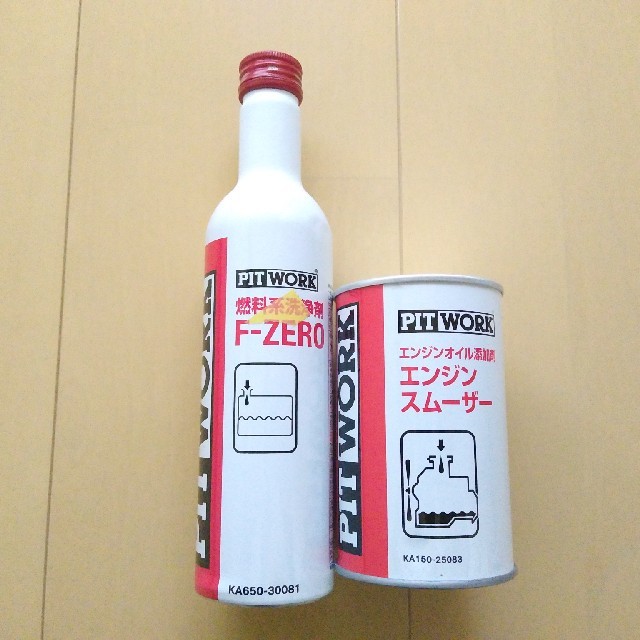 PIT WORK
燃料系洗浄剤
F-ZERO
PIT WORK
KA650-30081
PIT WORK
エンジンオイル添加剤
エンジン
スムーザー
PIT WORK
KA150-25083